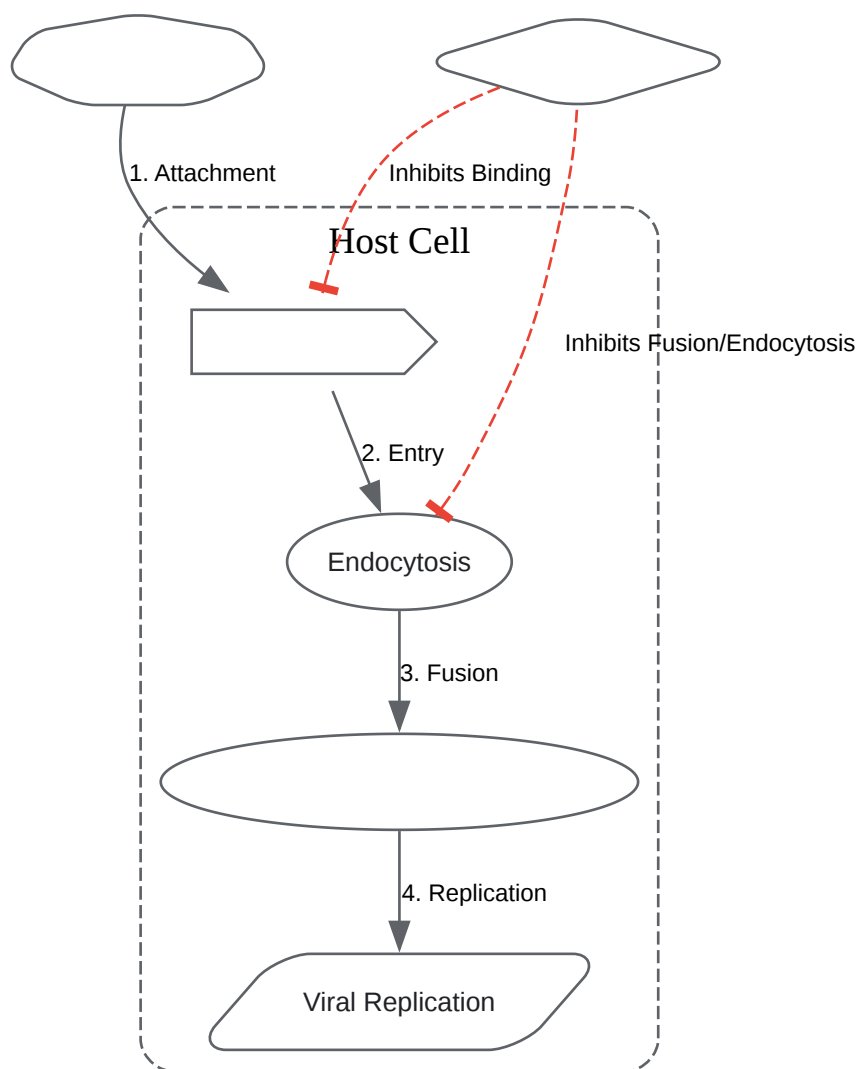 1. Attachment
Inhibits Binding
Host Cell
Inhibits Fusion/Endocytosis
2. Entry
Endocytosis
3. Fusion
4. Replication
Viral Replication